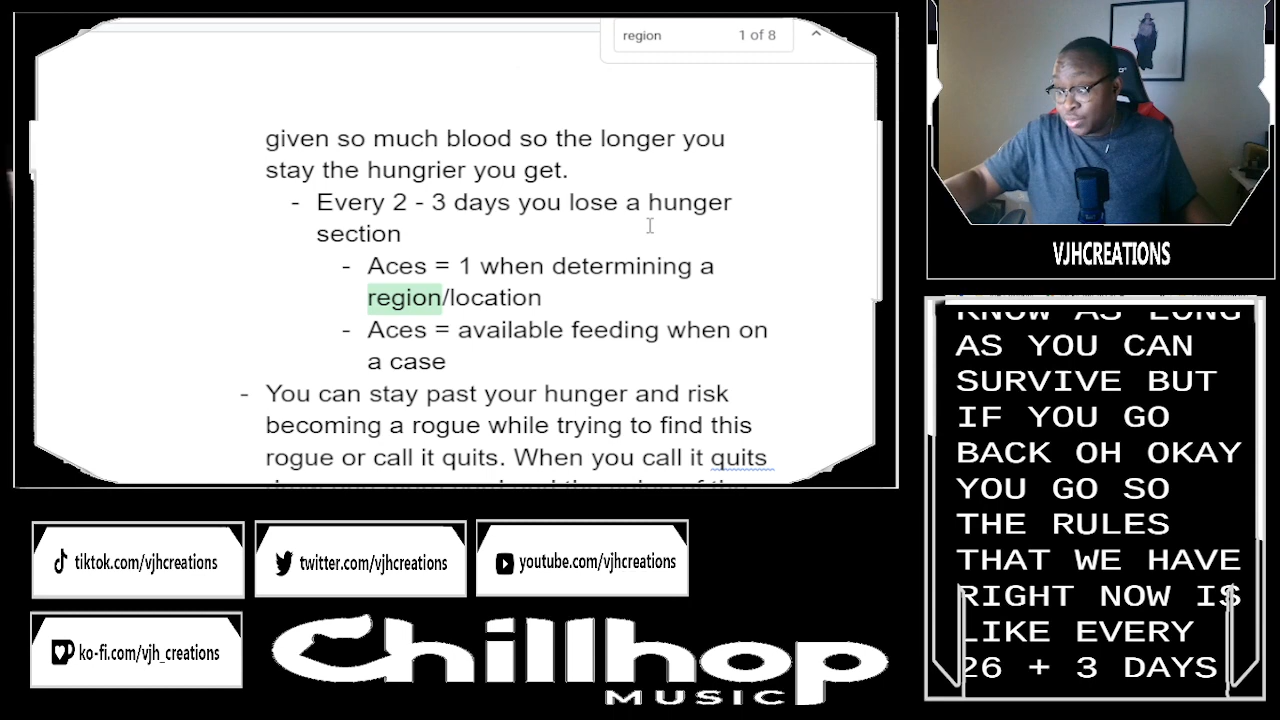 region 1 of 8
given so much blood so the longer you
stay the hungrier you get.
- Every 2 - 3 days you lose a hunger
section
- Aces = 1 when determining a
region/location
- Aces = available feeding when on
a case
- You can stay past your hunger and risk
becoming a rogue while trying to find this
rogue or call it quits. When you call it quits
VJHCREATIONS
KNOW AS LONG
AS YOU CAN
SURVIVE BUT
IF YOU GO
BACK OH OKAY
YOU GO SO
THE RULES
THAT WE HAVE
RIGHT NOW IS
LIKE EVERY
26 + 3 DAYS
tiktok.com/vjhcreations
twitter.com/vjhcreations
youtube.com/vjhcreations
ko-fi.com/vjh_creations
Chillhop
MUSIC